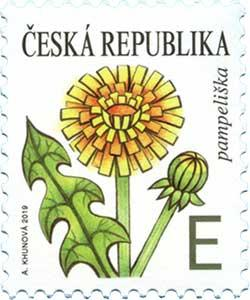 ČESKÁ REPUBLIKA
pampeliška
E
A. KHUNOVÁ 2019